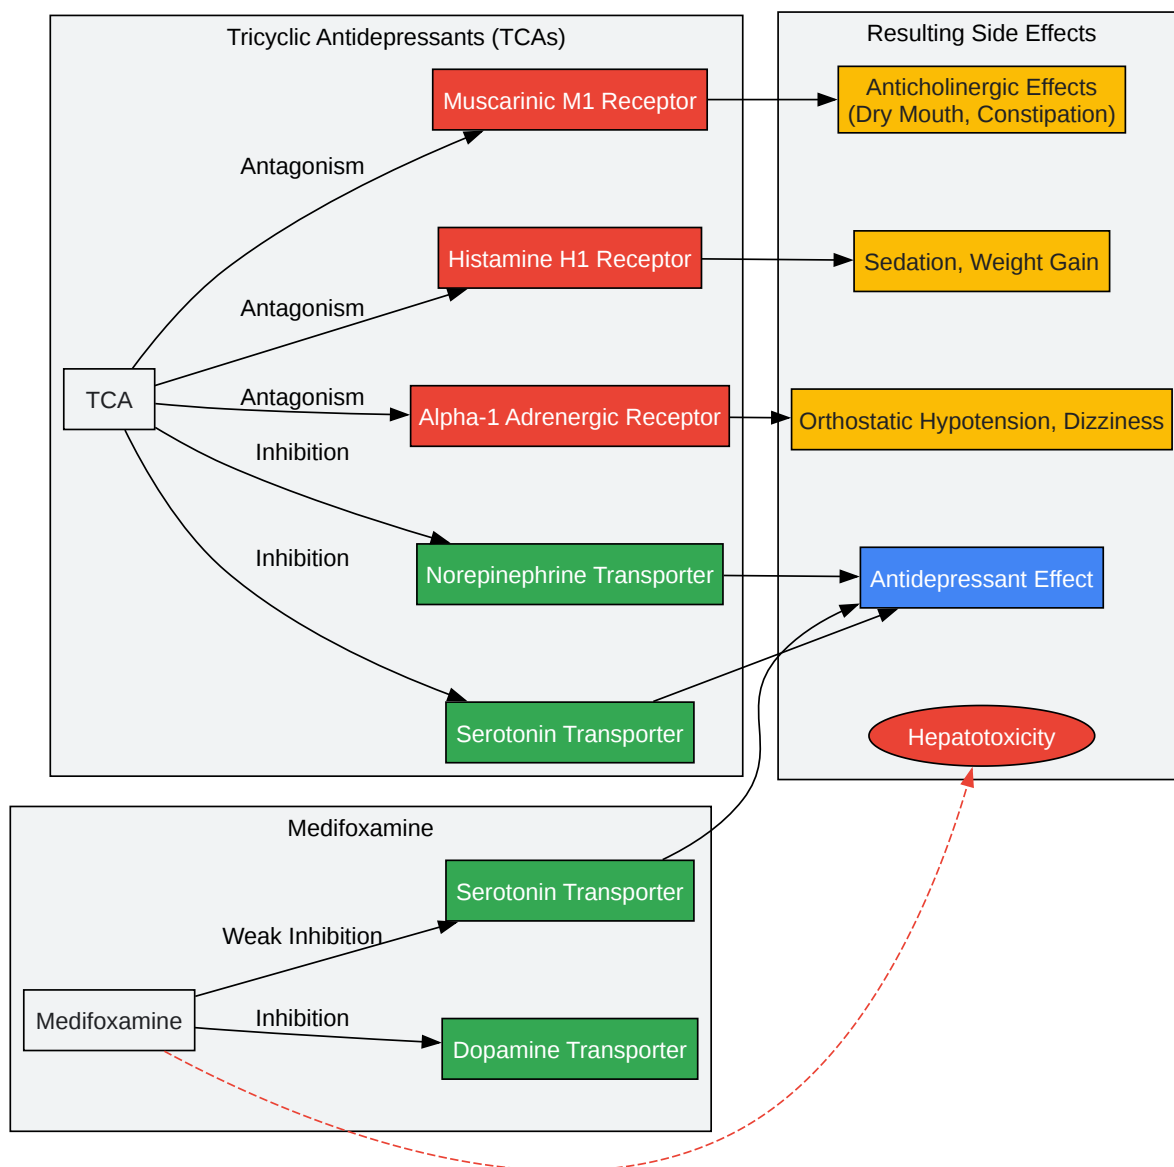 Tricyclic Antidepressants (TCAs)
Resulting Side Effects
Muscarinic M1 Receptor
Anticholinergic Effects
(Dry Mouth, Constipation)
Antagonism
Histamine H1 Receptor
Sedation, Weight Gain
Antagonism
TCA
Antagonism
Alpha-1 Adrenergic Receptor
Orthostatic Hypotension, Dizziness
Inhibition
Norepinephrine Transporter
Antidepressant Effect
Inhibition
Serotonin Transporter
Hepatotoxicity
Medifoxamine
Serotonin Transporter
Weak Inhibition
Medifoxamine
Inhibition
Dopamine Transporter